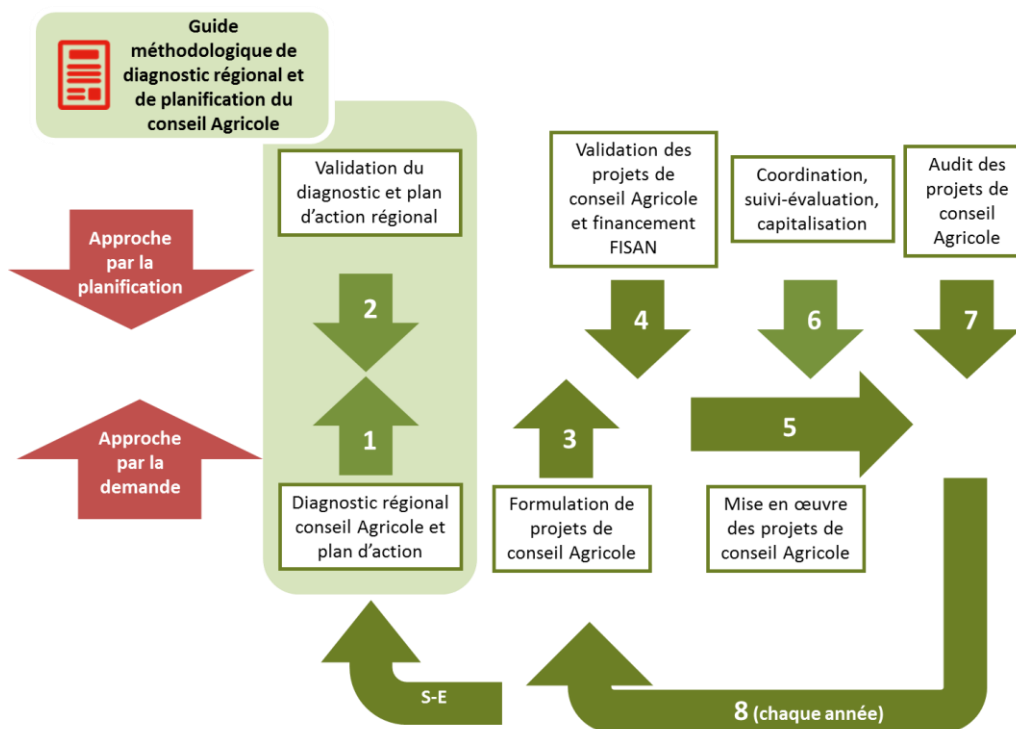 Guide
méthodologique de
diagnostic régional et
de planification du
conseil Agricole
Validation du
diagnostic et plan
d'action régional
Validation des
projets de
conseil Agricole
et financement
FISAN
Coordination,
suivi-évaluation,
capitalisation
Audit des
projets de
conseil
Agricole
Approche
par la
planification
2
4
6
7
Approche
par la
demande
1
3
5
Diagnostic régional
conseil Agricole et
plan d'action
Formulation de
projets de
conseil Agricole
Mise en œuvre
des projets de
conseil Agricole
S-E
8 (chaque année)